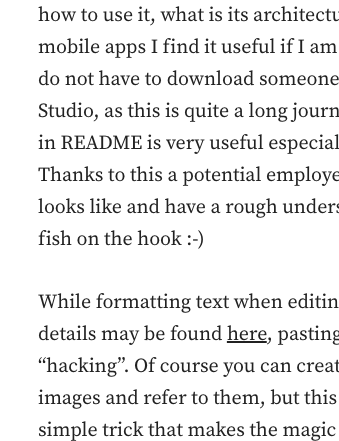 how to use it, what is its architectu
mobile apps I find it useful if I am
do not have to download someone
Studio, as this is quite a long journ
in README is very useful especial
Thanks to this a potential employe
looks like and have a rough unders
fish on the hook :-)
While formatting text when editin
details may be found here, pasting
“hacking”. Of course you can creat
images and refer to them, but this
simple trick that makes the magic